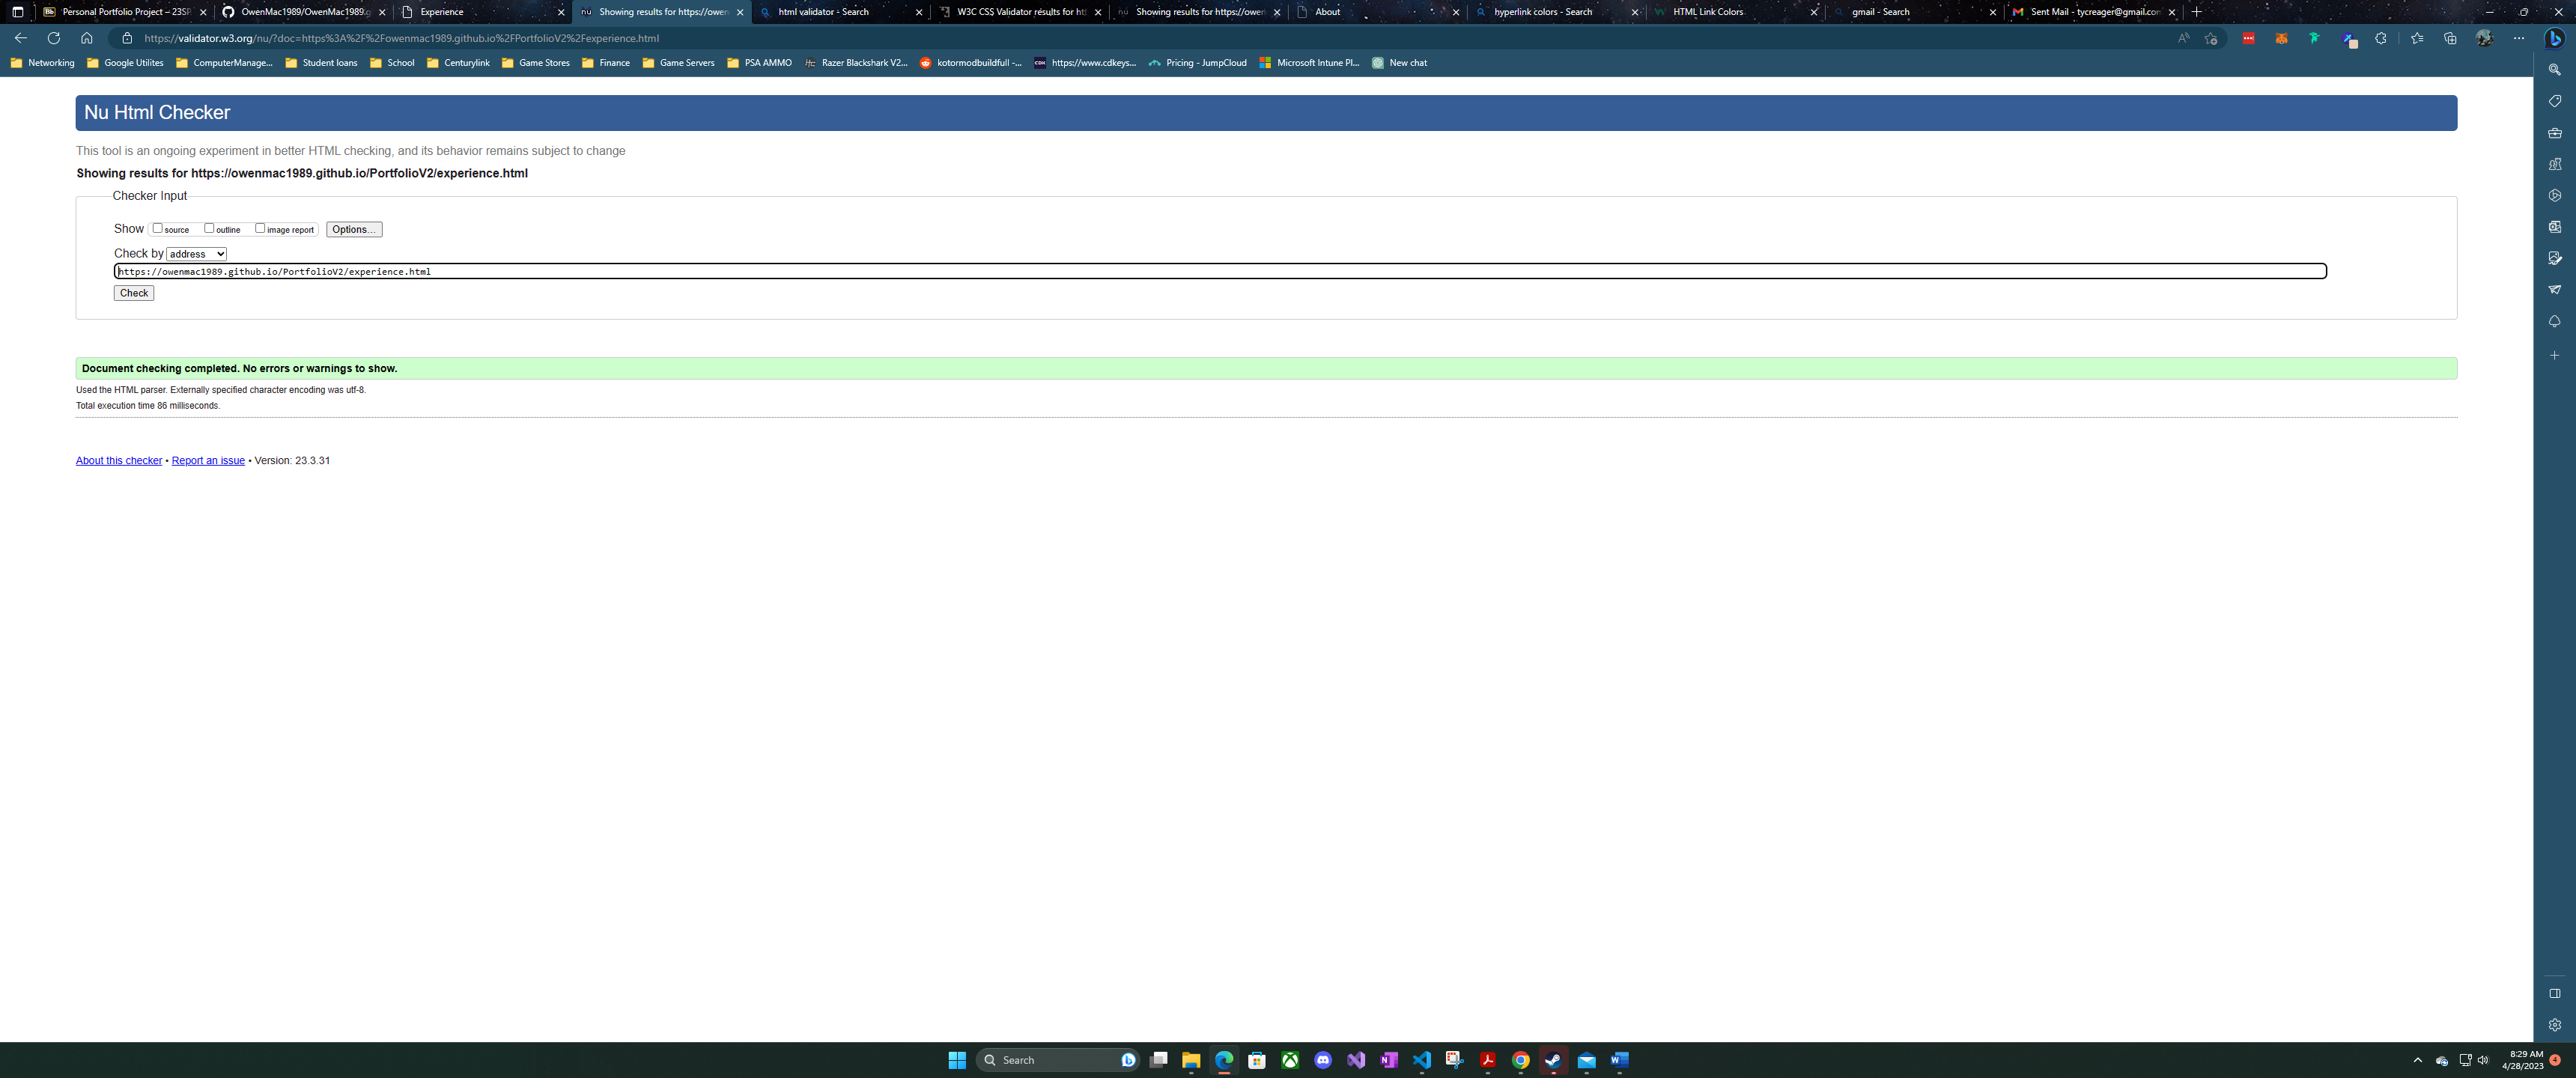 Personal Portfolio Project – 23SP
OwenMac1989/OwenMac1989.g
Experience
Showing results for https://owen
html validator - Search
W3C CSS Validator results for htt
Showing results for https://owen
About
hyperlink colors - Search
HTML Link Colors
gmail - Search
Sent Mail - tycreager@gmail.con
https://validator.w3.org/nu/?doc=https%3A%2F%2Fowenmac1989.github.io%2FPortfolioV2%2Fexperience.html
Networking
Google Utilites
ComputerManage...
Student loans
School
Centurylink
Game Stores
Finance
Game Servers
PSA AMMO
Razer Blackshark V2...
kotormodbuildfull -...
https://www.cdkeys...
Pricing - JumpCloud
Microsoft Intune Pl...
New chat
Nu Html Checker
This tool is an ongoing experiment in better HTML checking, and its behavior remains subject to change
Showing results for https://owenmac1989.github.io/PortfolioV2/experience.html
Checker Input
Show source outline image report Options...
Check by address
https://owenmac1989.github.io/PortfolioV2/experience.html
Check
Document checking completed. No errors or warnings to show.
Used the HTML parser. Externally specified character encoding was utf-8.
Total execution time 86 milliseconds.
About this checker • Report an issue • Version: 23.3.31
Search
8:29 AM
4/28/2023
4